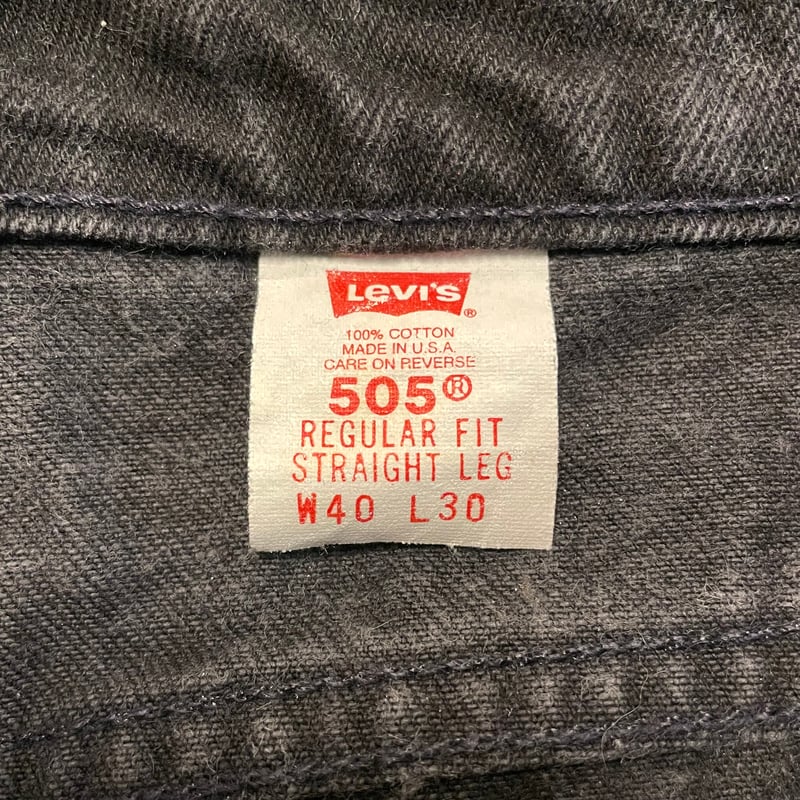 Levi's®
100% COTTON
MADE IN U.S.A.
CARE ON REVERSE
505®
REGULAR FIT
STRAIGHT LEG
W40 L30